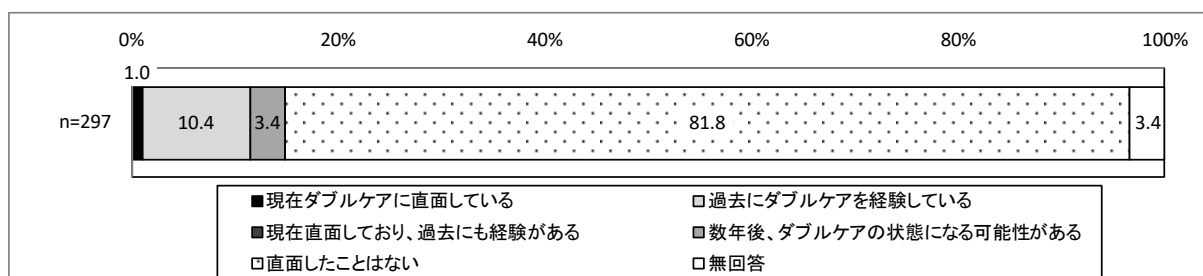 0% 20% 40% 60% 80% 100%
1.0
n=297 10.4 3.4 81.8 3.4
現在ダブルケアに直面している 過去にダブルケアを経験している
現在直面しており、過去にも経験がある 数年後、ダブルケアの状態になる可能性がある
直面したことはない 無回答